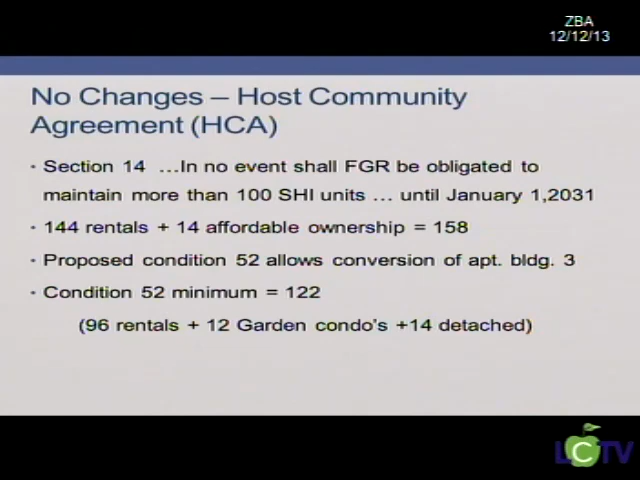 ZBA
12/12/13
No Changes – Host Community
Agreement (HCA)
• Section 14 ...In no event shall FGR be obligated to
maintain more than 100 SHI units ... until January 1,2031
• 144 rentals + 14 affordable ownership = 158
• Proposed condition 52 allows conversion of apt. bldg. 3
• Condition 52 minimum = 122
(96 rentals + 12 Garden condo's +14 detached)
LCTV